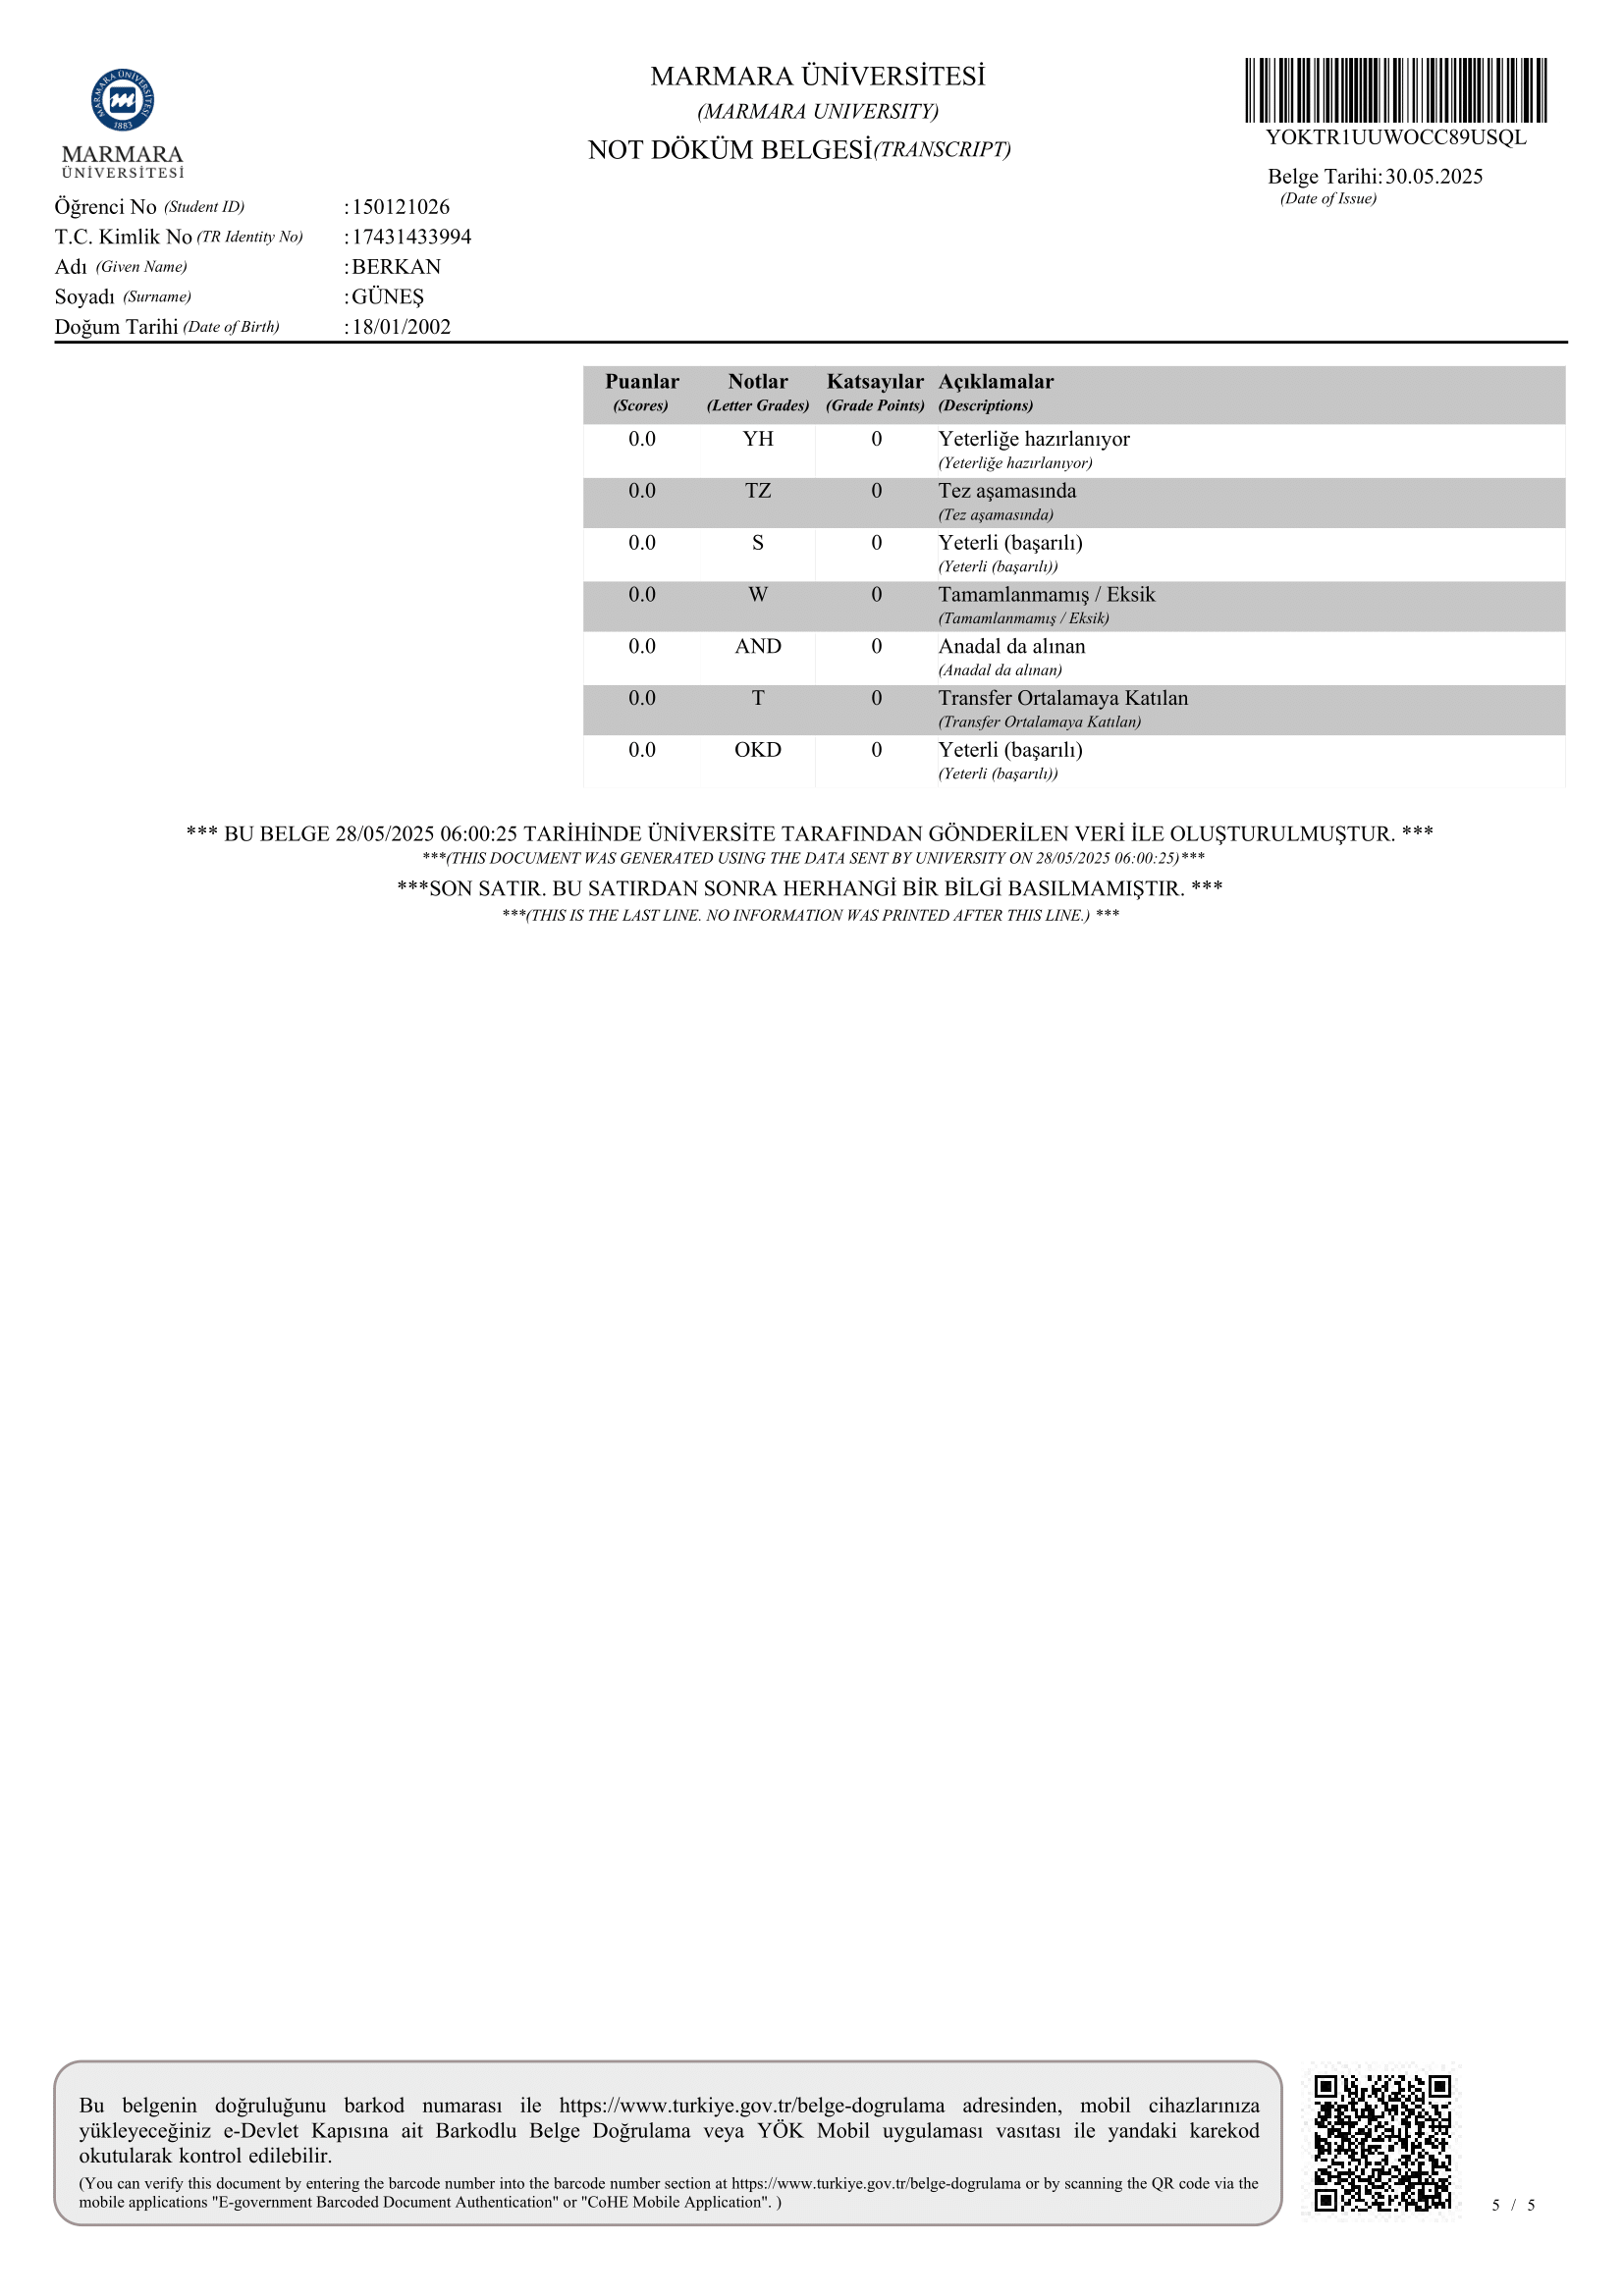 MARMARA ÜNİVERSİTESİ
1883
MARMARA
ÜNİVERSİTESİ
MARMARA ÜNİVERSİTESİ
(MARMARA UNIVERSITY)
NOT DÖKÜM BELGESİ(TRANSCRIPT)
YOKTR1UUWOCC89USQL
Belge Tarihi:30.05.2025
(Date of Issue)
Öğrenci No (Student ID) :150121026
T.C. Kimlik No (TR Identity No) :17431433994
Adı (Given Name) :BERKAN
Soyadı (Surname) :GÜNEŞ
Doğum Tarihi (Date of Birth) :18/01/2002
Puanlar Notlar Katsayılar Açıklamalar
(Scores) (Letter Grades) (Grade Points) (Descriptions)
0.0 YH 0 Yeterliğe hazırlanıyor
(Yeterliğe hazırlanıyor)
0.0 TZ 0 Tez aşamasında
(Tez aşamasında)
0.0 S 0 Yeterli (başarılı)
(Yeterli (başarılı))
0.0 W 0 Tamamlanmamış / Eksik
(Tamamlanmamış / Eksik)
0.0 AND 0 Anadal da alınan
(Anadal da alınan)
0.0 T 0 Transfer Ortalamaya Katılan
(Transfer Ortalamaya Katılan)
0.0 OKD 0 Yeterli (başarılı)
(Yeterli (başarılı))
*** BU BELGE 28/05/2025 06:00:25 TARİHİNDE ÜNİVERSİTE TARAFINDAN GÖNDERİLEN VERİ İLE OLUŞTURULMUŞTUR. ***
***(THIS DOCUMENT WAS GENERATED USING THE DATA SENT BY UNIVERSITY ON 28/05/2025 06:00:25)***
***SON SATIR. BU SATIRDAN SONRA HERHANGİ BİR BİLGİ BASILMAMIŞTIR. ***
***(THIS IS THE LAST LINE. NO INFORMATION WAS PRINTED AFTER THIS LINE.) ***
Bu belgenin doğruluğunu barkod numarası ile https://www.turkiye.gov.tr/belge-dogrulama adresinden, mobil cihazlarınıza
yükleyeceğiniz e-Devlet Kapısına ait Barkodlu Belge Doğrulama veya YÖK Mobil uygulaması vasıtası ile yandaki karekod
okutularak kontrol edilebilir.
(You can verify this document by entering the barcode number into the barcode number section at https://www.turkiye.gov.tr/belge-dogrulama or by scanning the QR code via the
mobile applications "E-government Barcoded Document Authentication" or "CoHE Mobile Application". )
5 / 5